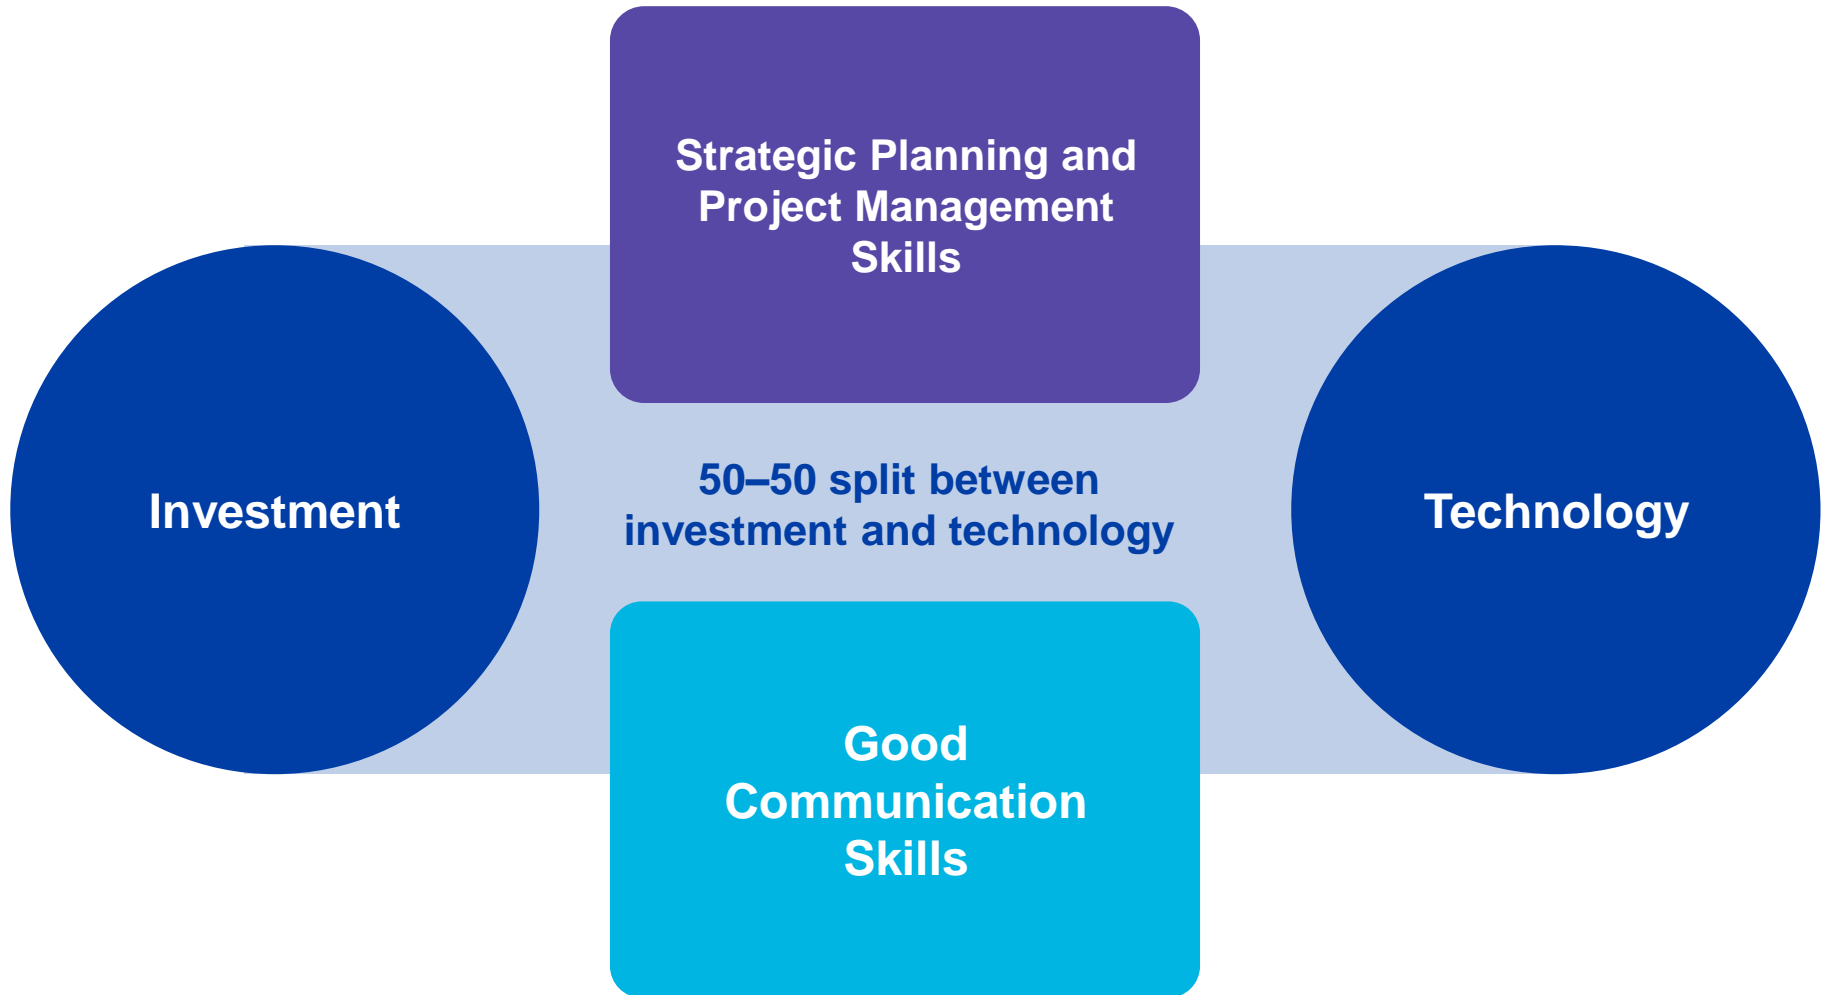 Strategic Planning and
Project Management
Skills
Investment
50–50 split between
investment and technology
Technology
Good
Communication
Skills